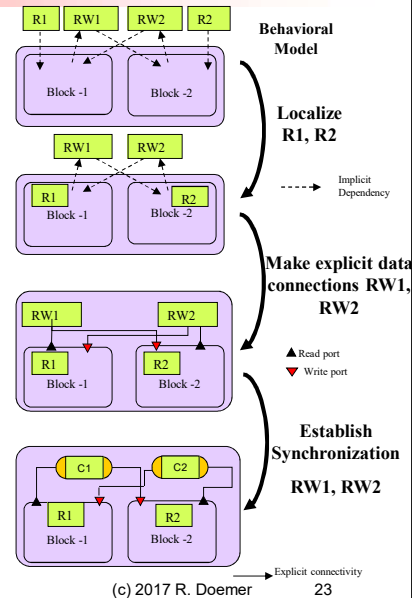 R1 RW1 RW2 R2
Behavioral
Model
Block -1 Block -2
Localize
R1, R2
RW1 RW2
Implicit
Dependency
R1 R2
Block -1 Block -2
Make explicit data
connections RW1,
RW2
RW1 RW2
Read port
Write port
R1 R2
Block -1 Block -2
Establish
Synchronization
RW1, RW2
C1 C2
R1 R2
Block -1 Block -2
Explicit connectivity
(c) 2017 R. Doemer 23